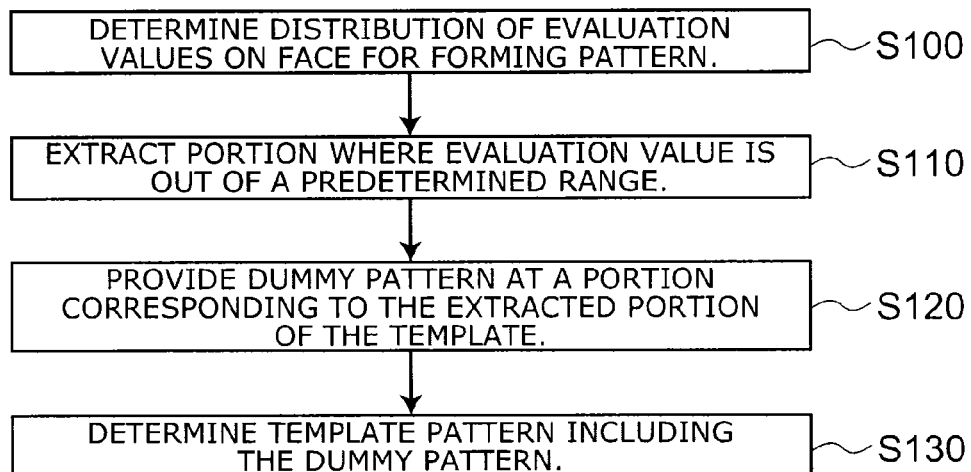 DETERMINE DISTRIBUTION OF EVALUATION
VALUES ON FACE FOR FORMING PATTERN.
S100
EXTRACT PORTION WHERE EVALUATION VALUE IS
OUT OF A PREDETERMINED RANGE.
S110
PROVIDE DUMMY PATTERN AT A PORTION
CORRESPONDING TO THE EXTRACTED PORTION
OF THE TEMPLATE.
S120
DETERMINE TEMPLATE PATTERN INCLUDING
THE DUMMY PATTERN.
S130